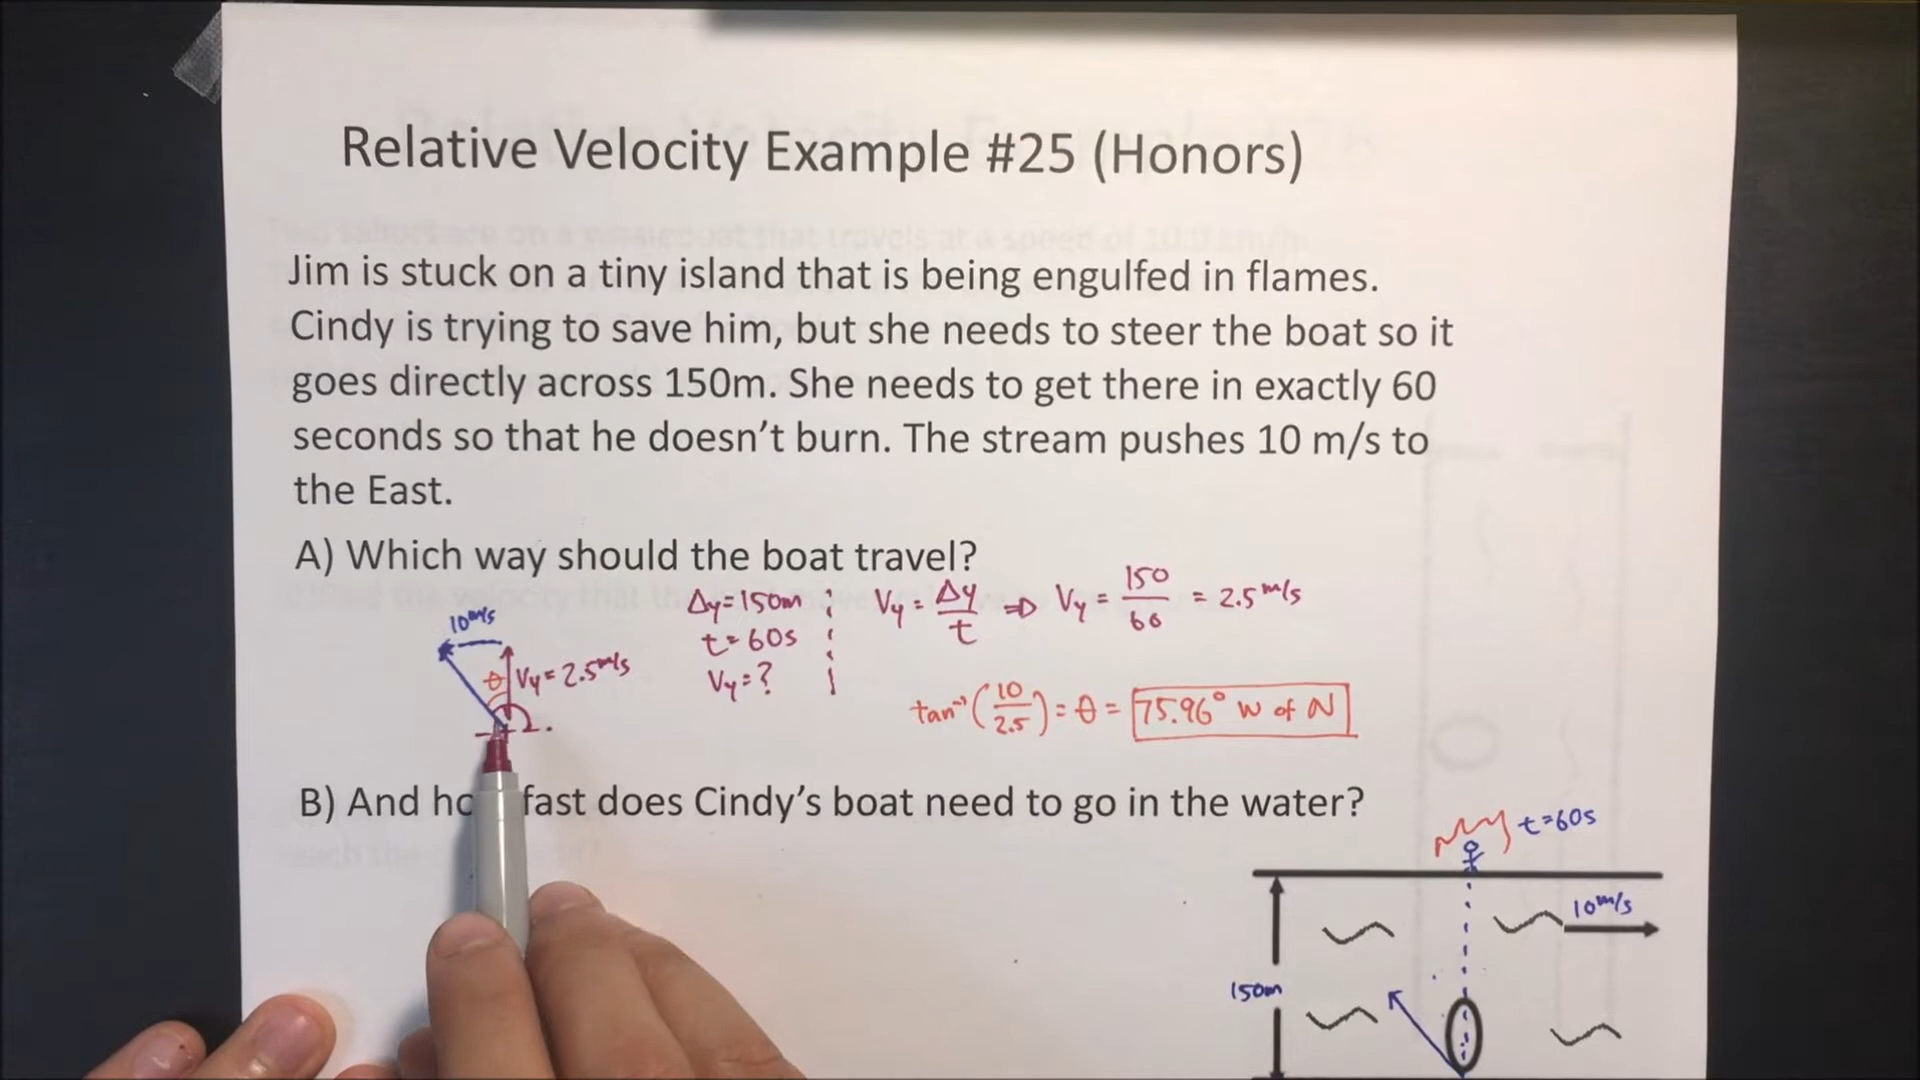 Relative Velocity Example #25 (Honors)
Jim is stuck on a tiny island that is being engulfed in flames.
Cindy is trying to save him, but she needs to steer the boat so it
goes directly across 150m. She needs to get there in exactly 60
seconds so that he doesn't burn. The stream pushes 10 m/s to
the East.
A) Which way should the boat travel?
Δy=150m
t=60s
Vy=?
Vy = Δy/t ⇒ Vy = 150/60 = 2.5 m/s
10 m/s
θ
Vy=2.5 m/s
tan⁻¹(10/2.5) = θ = 75.96° W of N
B) And fast does Cindy's boat need to go in the water?
t=60s
10 m/s
150m